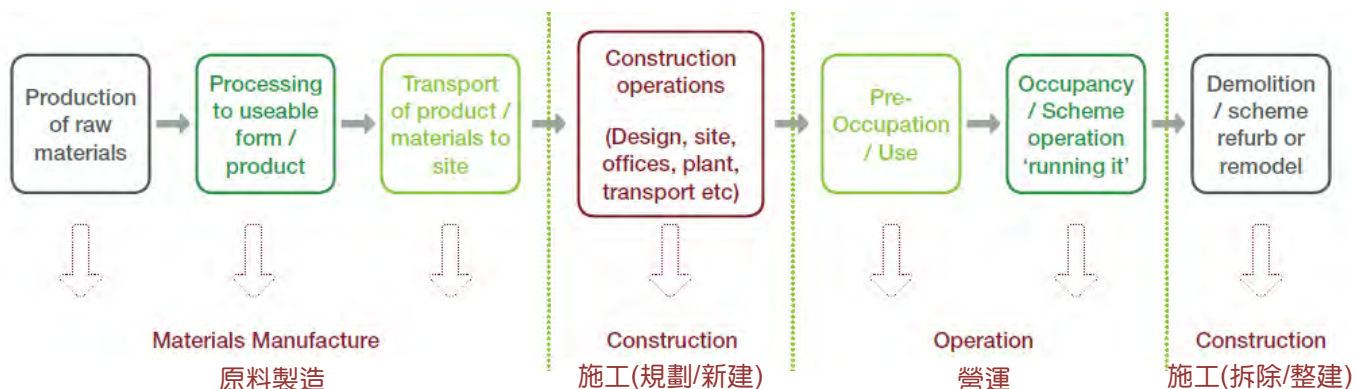 Production
of raw
materials
Processing
to useable
form /
product
Transport
of product /
materials to
site
Construction
operations
(Design, site,
offices, plant,
transport etc)
Pre-
Occupation
/ Use
Occupancy
/ Scheme
operation
'running it'
Demolition
/ scheme
refurb or
remodel
Materials Manufacture
原料製造
Construction
施工(規劃/新建)
Operation
營運
Construction
施工(拆除/整建)